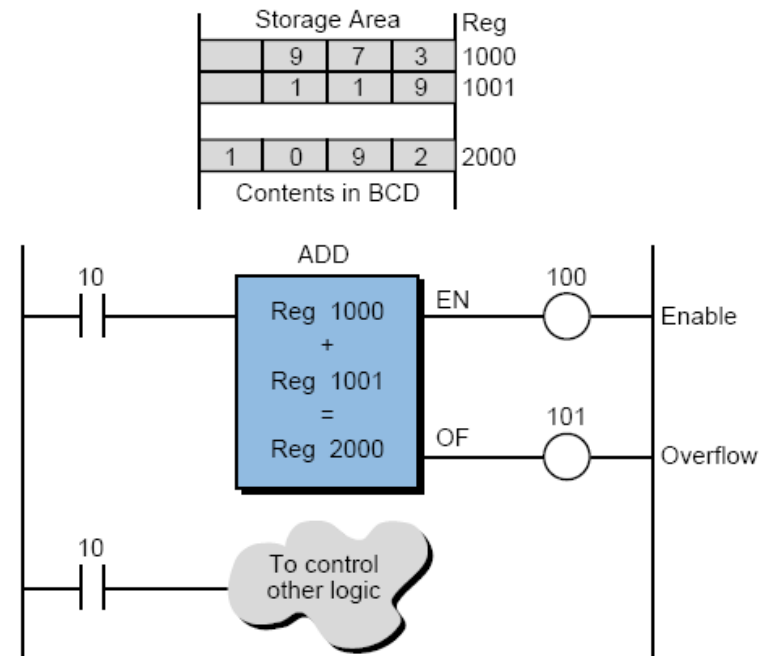 Storage Area Reg
9 7 3 1000
1 1 9 1001
1 0 9 2 2000
Contents in BCD
ADD
10
Reg 1000
+
Reg 1001
=
Reg 2000
EN
100
Enable
OF
101
Overflow
10
To control
other logic